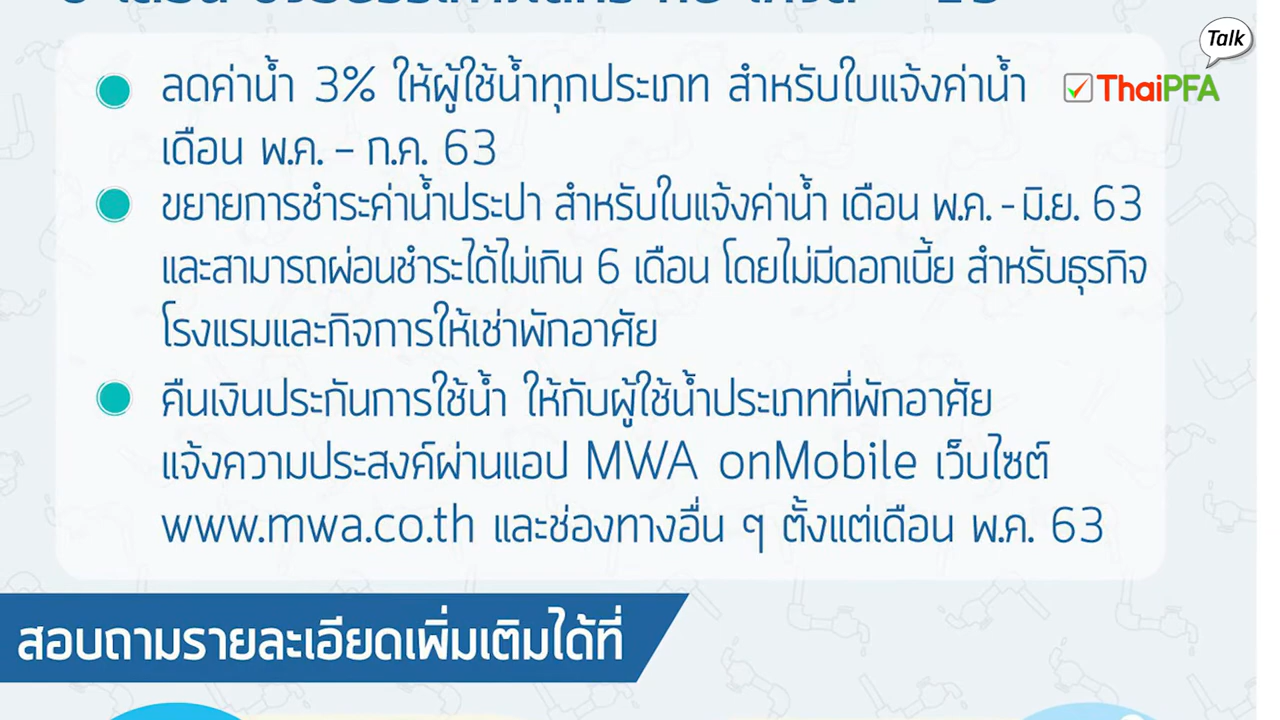 Talk
ThaiPFA
ลดค่าน้ำ 3% ให้ผู้ใช้น้ำทุกประเภท สำหรับใบแจ้งค่าน้ำ
เดือน พ.ค. – ก.ค. 63
ขยายการชำระค่าน้ำประปา สำหรับใบแจ้งค่าน้ำ เดือน พ.ค. - มิ.ย. 63
และสามารถผ่อนชำระได้ไม่เกิน 6 เดือน โดยไม่มีดอกเบี้ย สำหรับธุรกิจ
โรงแรมและกิจการให้เช่าพักอาศัย
คืนเงินประกันการใช้น้ำ ให้กับผู้ใช้น้ำประเภทที่พักอาศัย
แจ้งความประสงค์ผ่านแอป MWA onMobile เว็บไซต์
www.mwa.co.th และช่องทางอื่น ๆ ตั้งแต่เดือน พ.ค. 63
สอบถามรายละเอียดเพิ่มเติมได้ที่